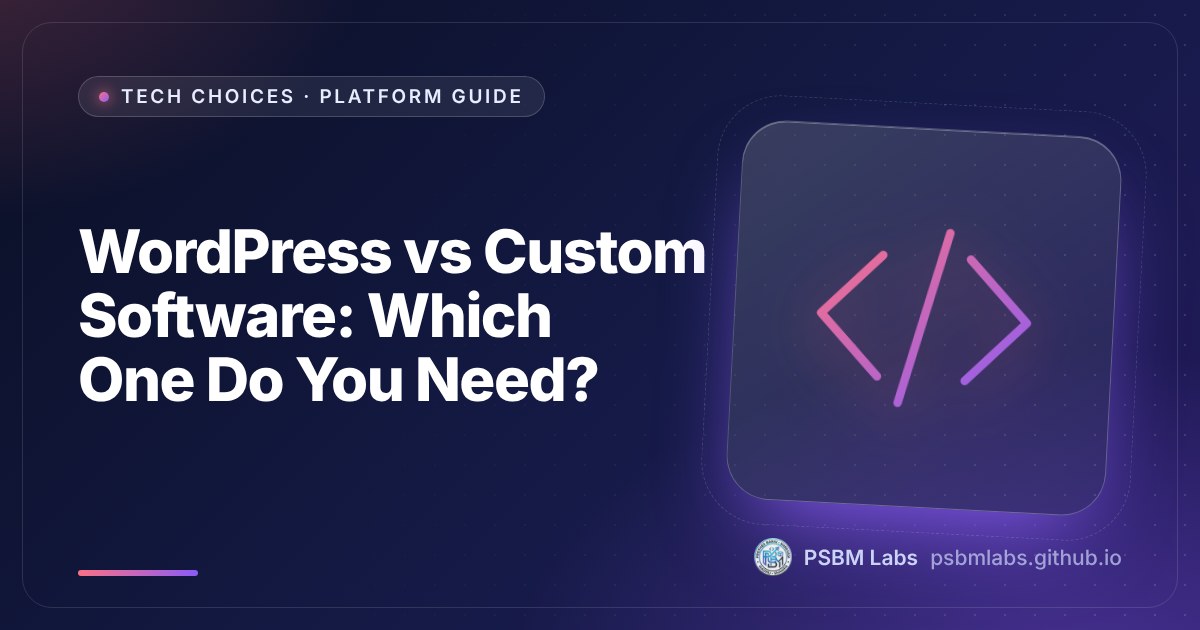 TECH CHOICES · PLATFORM GUIDE
WordPress vs Custom
Software: Which
One Do You Need?
PSBM Labs psbmlabs.github.io